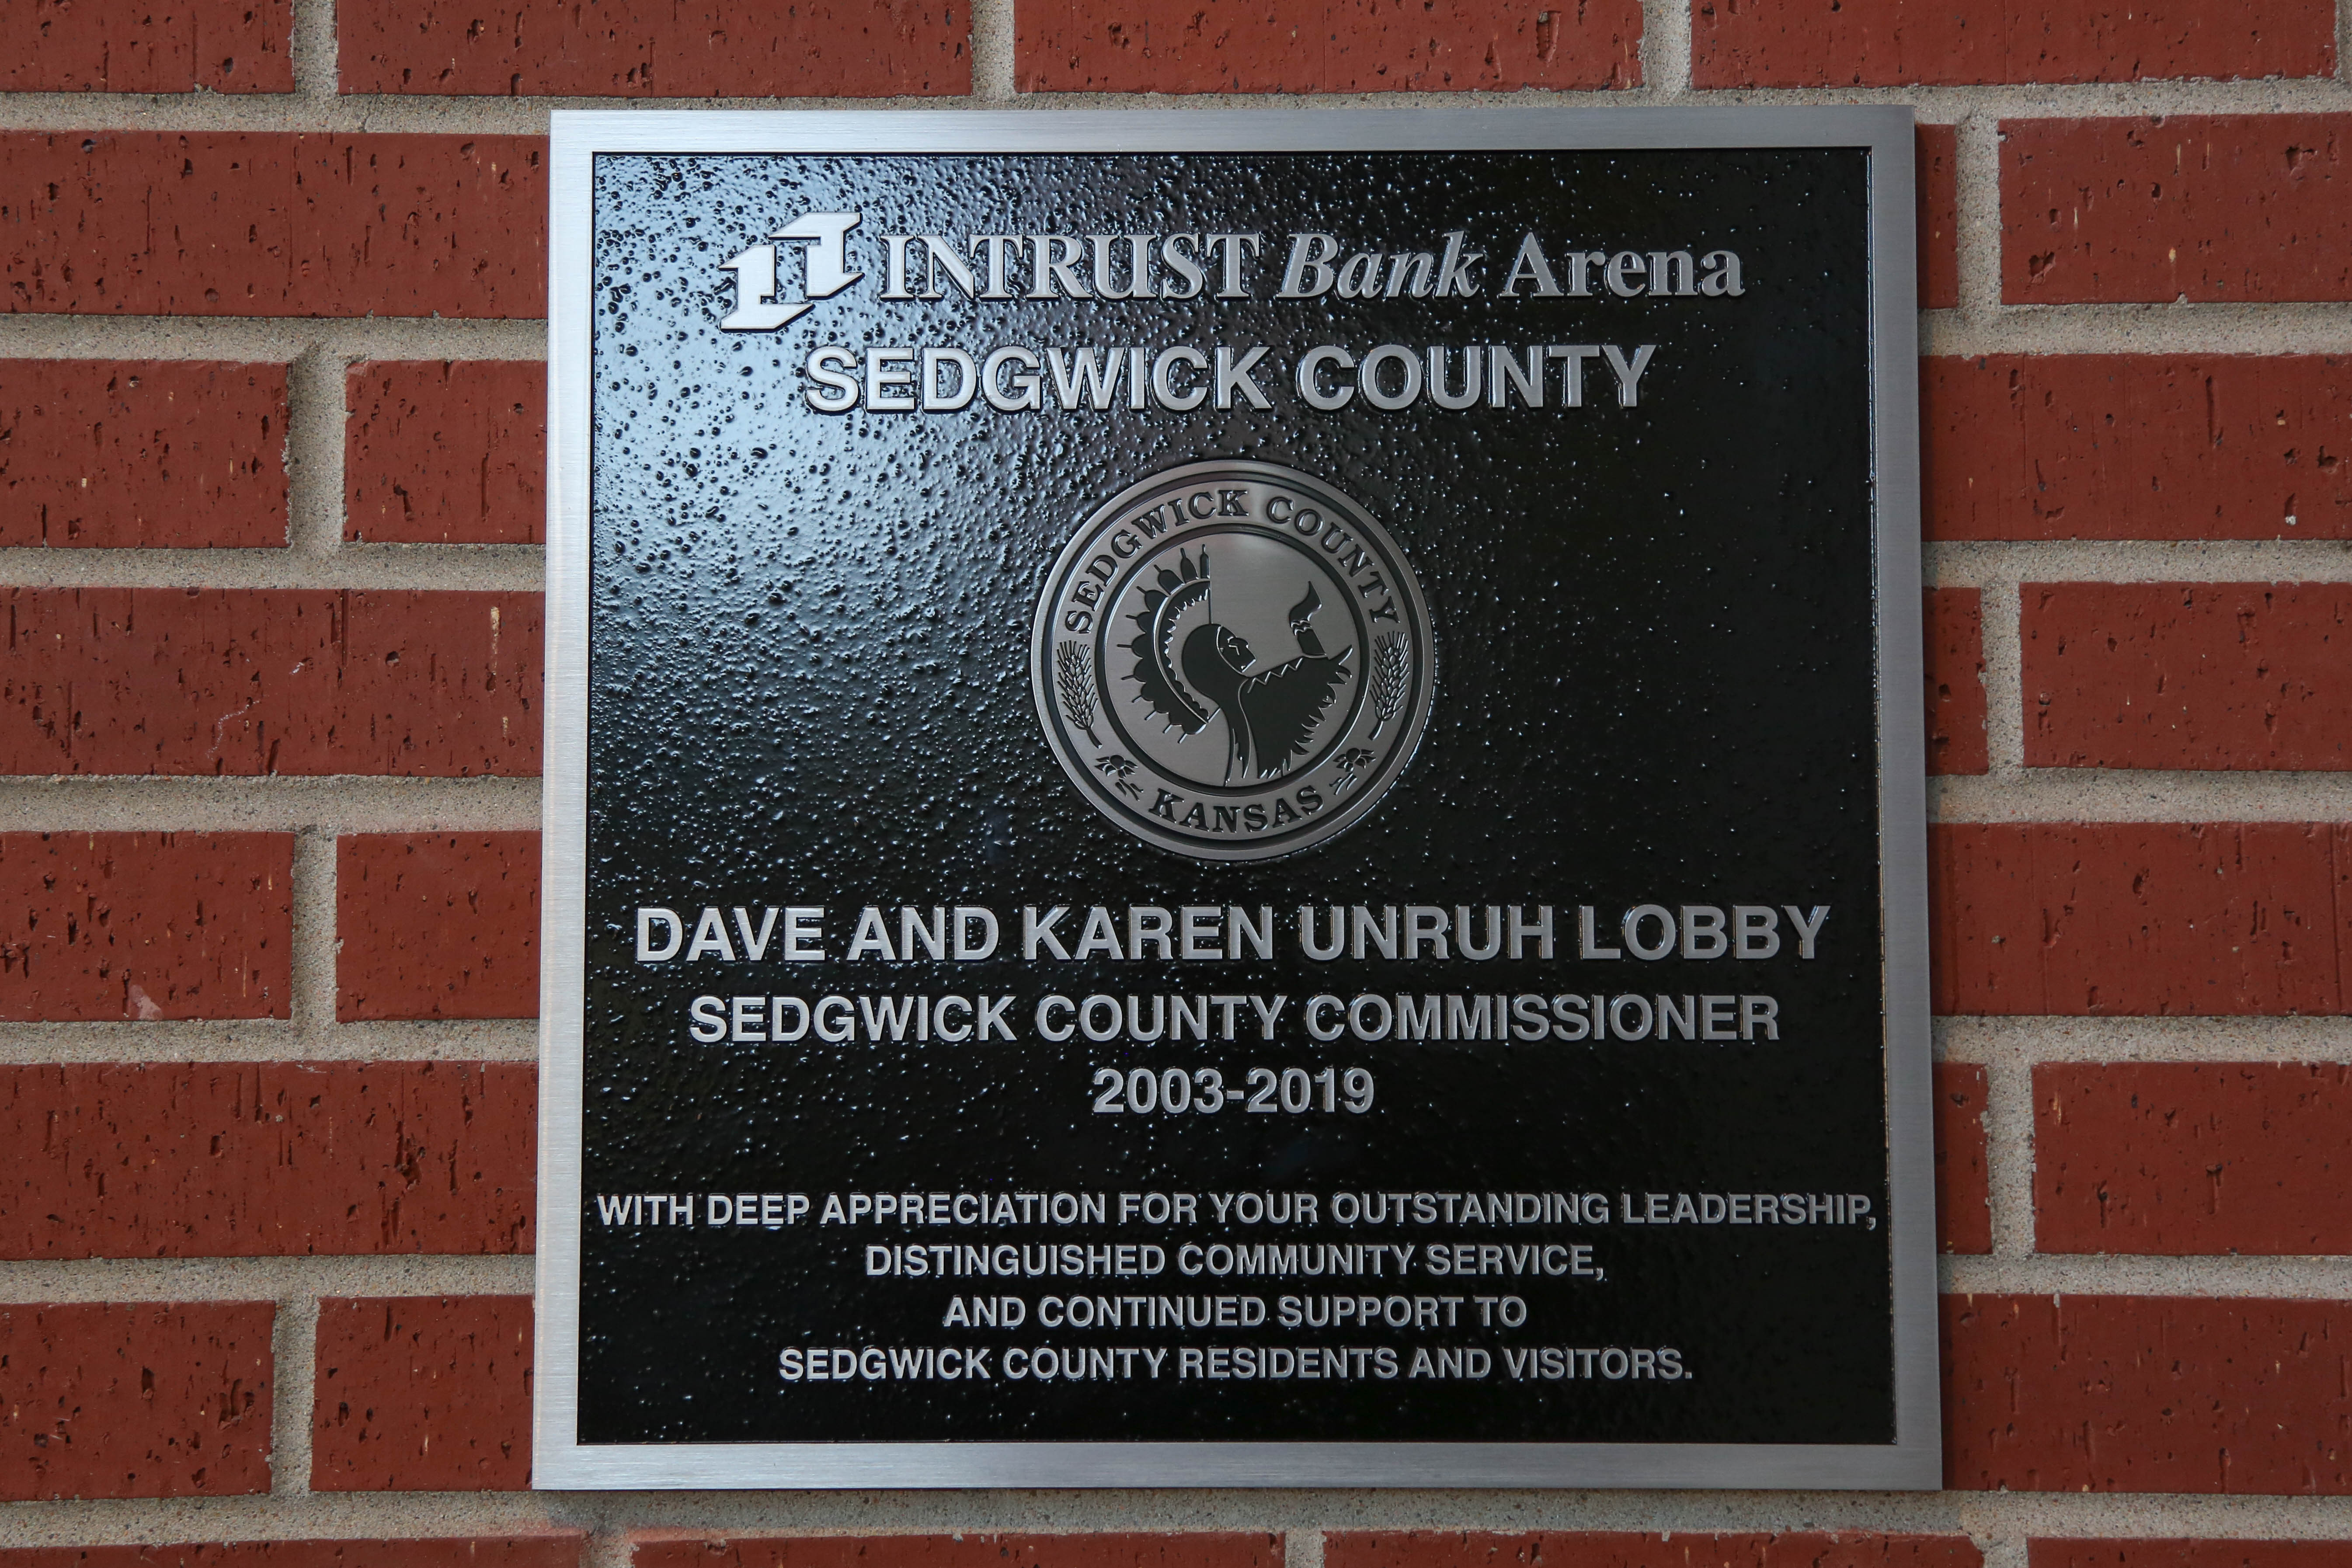 INTRUST Bank Arena
SEDGWICK COUNTY
SEDGWICK COUNTY
KANSAS
DAVE AND KAREN UNRUH LOBBY
SEDGWICK COUNTY COMMISSIONER
2003-2019
WITH DEEP APPRECIATION FOR YOUR OUTSTANDING LEADERSHIP,
DISTINGUISHED COMMUNITY SERVICE,
AND CONTINUED SUPPORT TO
SEDGWICK COUNTY RESIDENTS AND VISITORS.